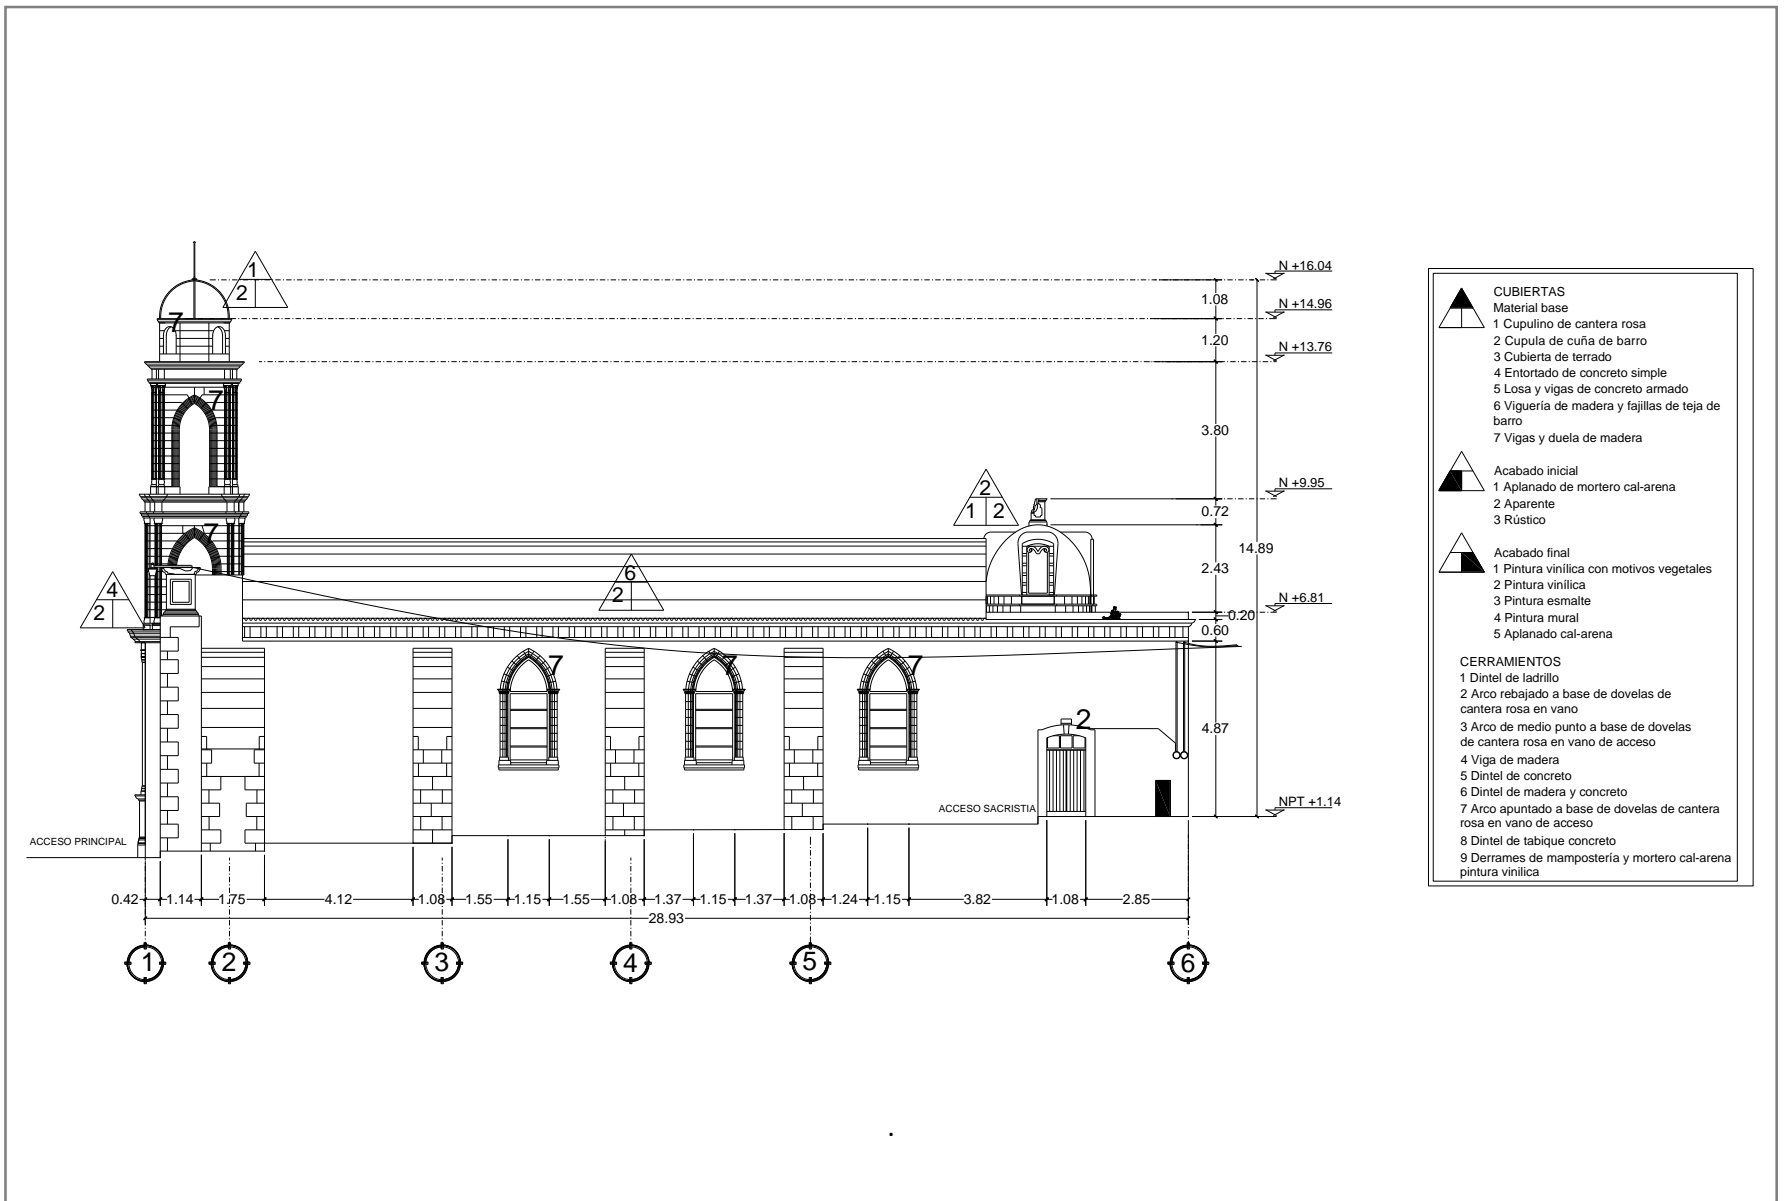 N +16.04
1
2
1.08
N +14.96
7
1.20
N +13.76
7
3.80
N +9.95
2
1 2
0.72
7
14.89
2.43
6
2
4
2
N +6.81
0.20
0.60
7
7
7
2
4.87
NPT +1.14
ACCESO SACRISTIA
ACCESO PRINCIPAL
0.42 1.14 1.75 4.12 1.08 1.55 1.15 1.55 1.08 1.37 1.15 1.37 1.08 1.24 1.15 3.82 1.08 2.85
28.93
1 2 3 4 5 6
CUBIERTAS
Material base
1 Cupulino de cantera rosa
2 Cupula de cuña de barro
3 Cubierta de terrado
4 Entortado de concreto simple
5 Losa y vigas de concreto armado
6 Viguería de madera y fajillas de teja de
barro
7 Vigas y duela de madera
Acabado inicial
1 Aplanado de mortero cal-arena
2 Aparente
3 Rústico
Acabado final
1 Pintura vinílica con motivos vegetales
2 Pintura vinílica
3 Pintura esmalte
4 Pintura mural
5 Aplanado cal-arena
CERRAMIENTOS
1 Dintel de ladrillo
2 Arco rebajado a base de dovelas de
cantera rosa en vano
3 Arco de medio punto a base de dovelas
de cantera rosa en vano de acceso
4 Viga de madera
5 Dintel de concreto
6 Dintel de madera y concreto
7 Arco apuntado a base de dovelas de cantera
rosa en vano de acceso
8 Dintel de tabique concreto
9 Derrames de mampostería y mortero cal-arena
pintura vinilica